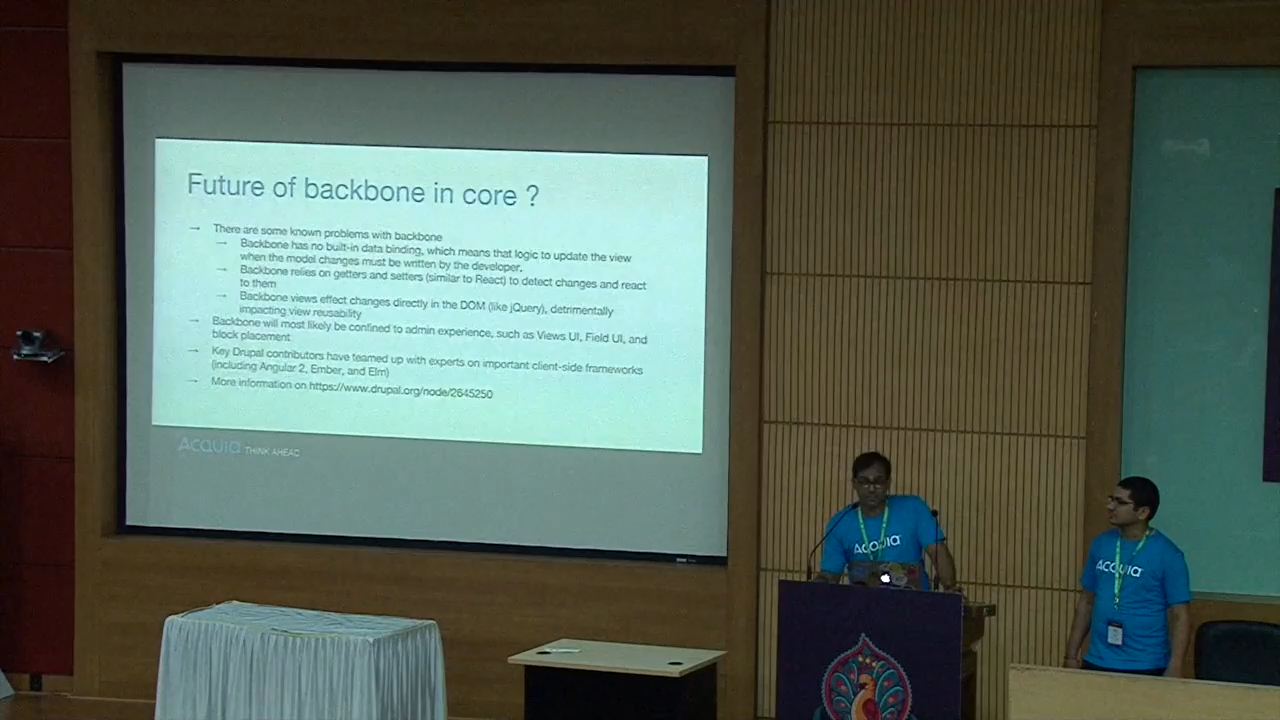 Future of backbone in core ?
→ There are some known problems with backbone
→ Backbone has no built-in data binding, which means that logic to update the view
when the model changes must be written by the developer.
→ Backbone relies on getters and setters (similar to React) to detect changes and react
to them
→ Backbone views effect changes directly in the DOM (like jQuery), detrimentally
impacting view reusability
→ Backbone will most likely be confined to admin experience, such as Views UI, Field UI, and
block placement
→ Key Drupal contributors have teamed up with experts on important client-side frameworks
(including Angular 2, Ember, and Elm)
→ More information on https://www.drupal.org/node/2645250
Acquia THINK AHEAD
Acquia
Acquia